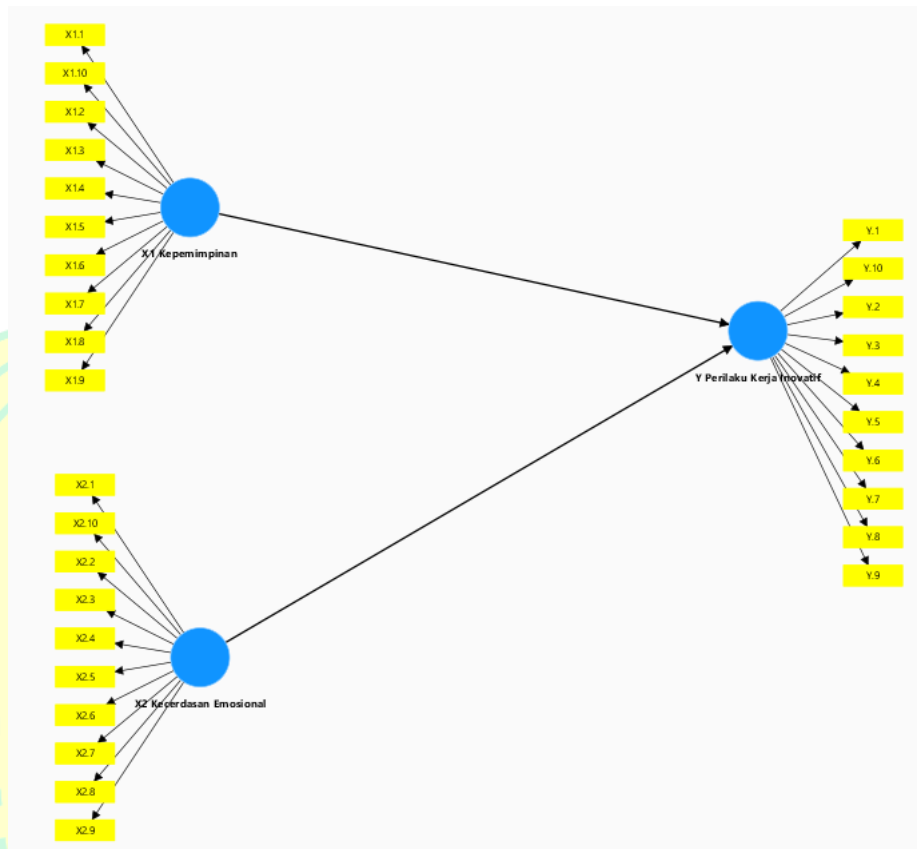 X1.1
X1.10
X1.2
X1.3
X1.4
X1.5
X1.6
X1.7
X1.8
X1.9
X1 Kepemimpinan
Y.1
Y.10
Y.2
Y.3
Y.4
Y.5
Y.6
Y.7
Y.8
Y.9
Y Perilaku Kerja Inovatif
X2.1
X2.10
X2.2
X2.3
X2.4
X2.5
X2.6
X2.7
X2.8
X2.9
X2 Kecerdasan Emosional